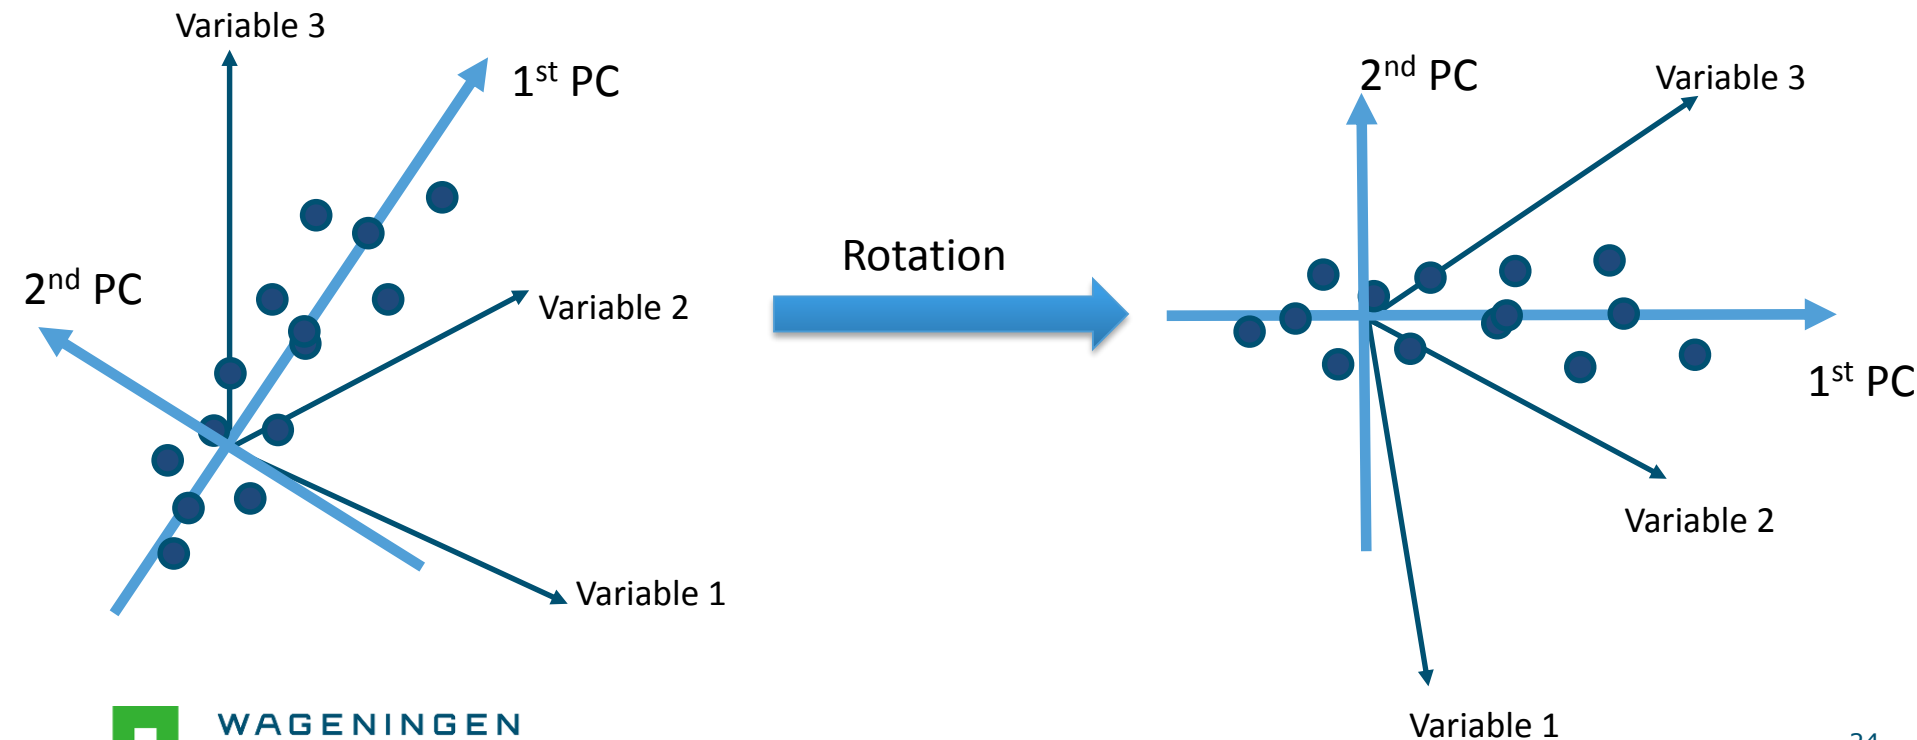 Variable 3
1st PC
2nd PC
Variable 2
Variable 1
Rotation
2nd PC
Variable 3
1st PC
Variable 2
Variable 1
WAGENINGEN